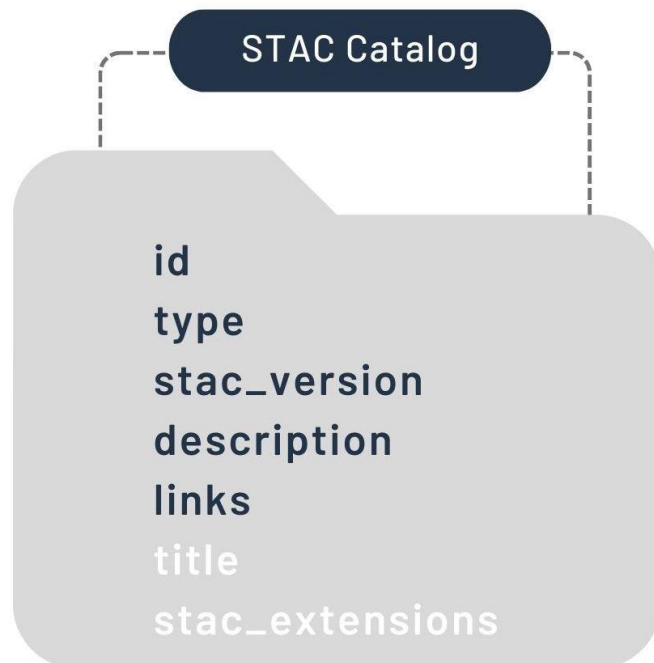 STAC Catalog
id
type
stac_version
description
links
title
stac_extensions